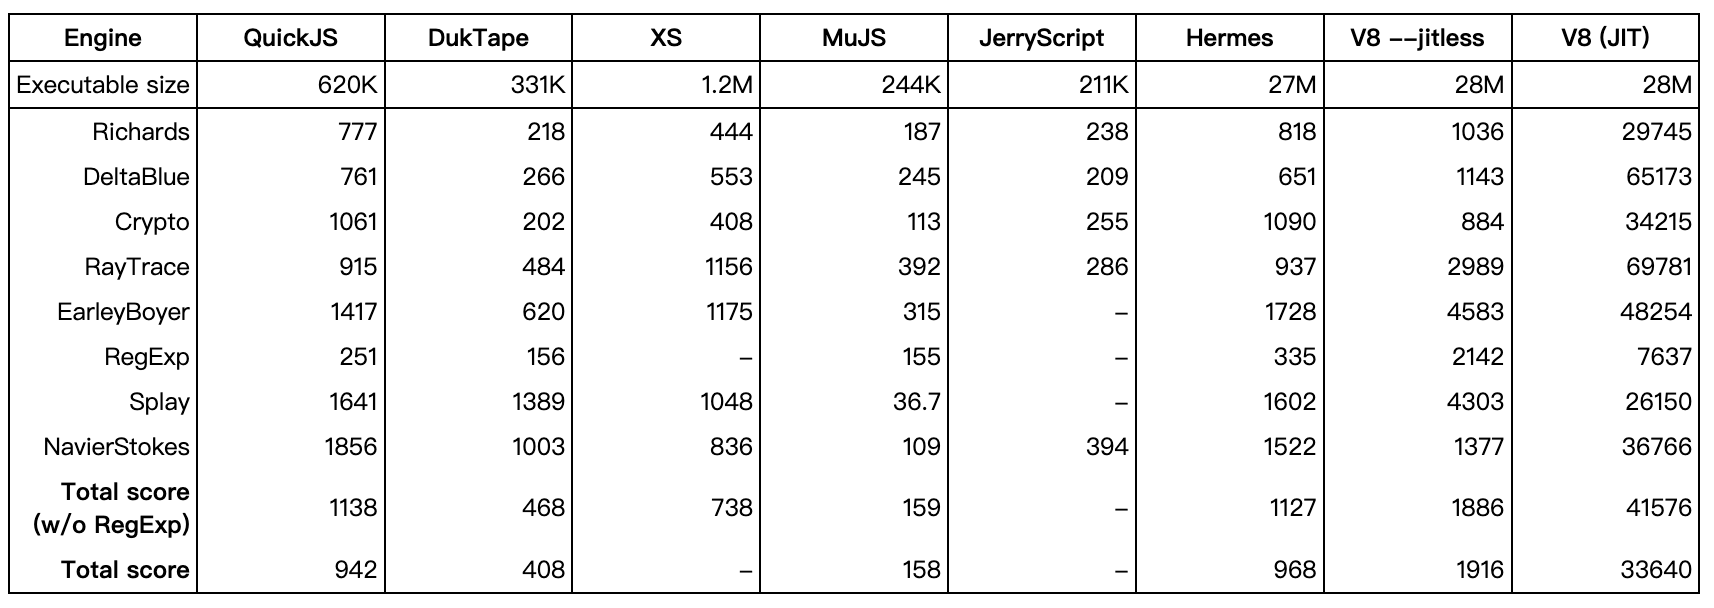 Engine QuickJS DukTape XS MuJS JerryScript Hermes V8 --jitless V8 (JIT)
Executable size 620K 331K 1.2M 244K 211K 27M 28M 28M
Richards 777 218 444 187 238 818 1036 29745
DeltaBlue 761 266 553 245 209 651 1143 65173
Crypto 1061 202 408 113 255 1090 884 34215
RayTrace 915 484 1156 392 286 937 2989 69781
EarleyBoyer 1417 620 1175 315 – 1728 4583 48254
RegExp 251 156 – 155 – 335 2142 7637
Splay 1641 1389 1048 36.7 – 1602 4303 26150
NavierStokes 1856 1003 836 109 394 1522 1377 36766
Total score
(w/o RegExp) 1138 468 738 159 – 1127 1886 41576
Total score 942 408 – 158 – 968 1916 33640